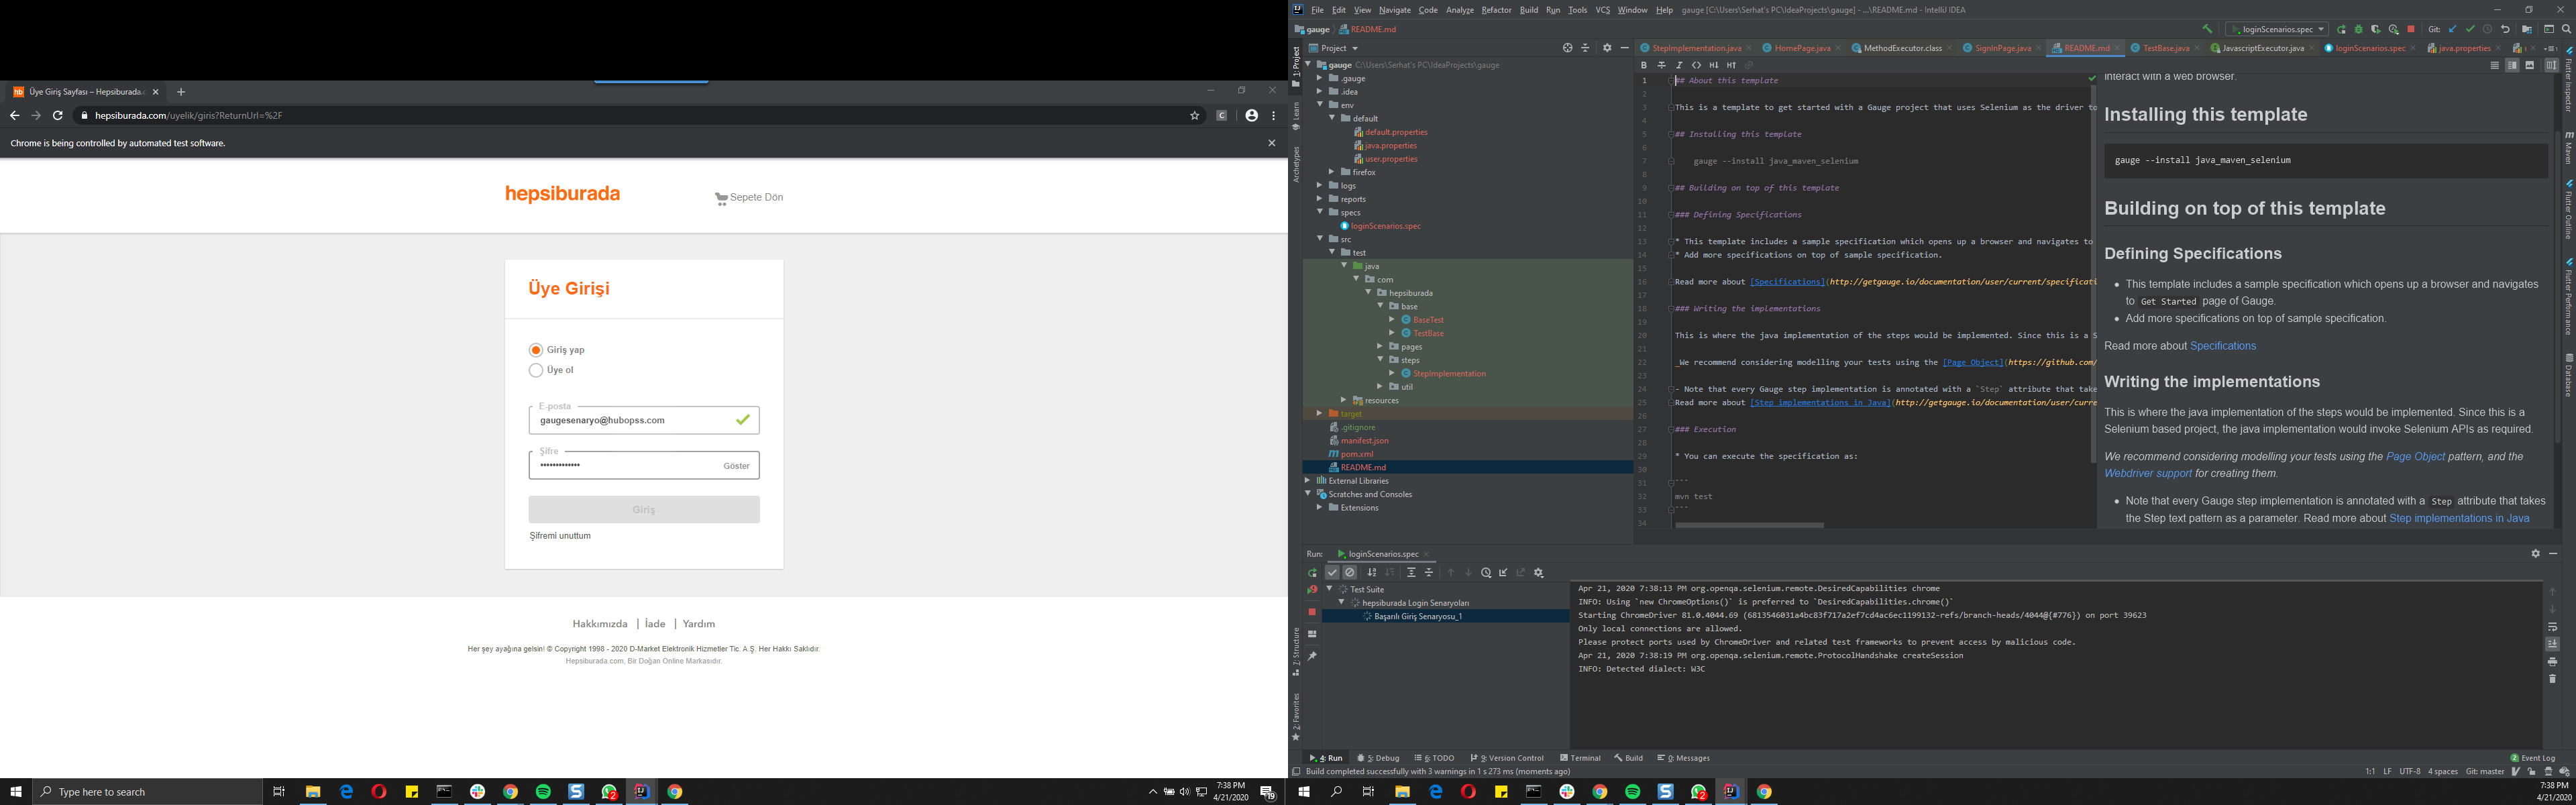 Üye Giriş Sayfası – Hepsiburada.c
hepsiburada.com/uyelik/giris?ReturnUrl=%2F
Chrome is being controlled by automated test software.
hepsiburada
Sepete Dön
Üye Girişi
Giriş yap
Üye ol
E-posta
gaugesenaryo@hubopss.com
Şifre
•••••••••••••
Göster
Giriş
Şifremi unuttum
Hakkımızda | İade | Yardım
Her şey ayağına gelsin! © Copyright 1998 - 2020 D-Market Elektronik Hizmetler Tic. A.Ş. Her Hakkı Saklıdır.
Hepsiburada.com, Bir Doğan Online Markasıdır.
Type here to search
7:38 PM
4/21/2020
File Edit View Navigate Code Analyze Refactor Build Run Tools VCS Window Help gauge [C:\Users\Serhat's PC\IdeaProjects\gauge] - ...\README.md - IntelliJ IDEA
gauge README.md
loginScenarios.spec
Git:
Project
StepImplementation.java HomePage.java MethodExecutor.class SignInPage.java README.md TestBase.java JavascriptExecutor.java loginScenarios.spec java.properties
1: Project
Learn
Archetypes
gauge C:\Users\Serhat's PC\IdeaProjects\gauge
.gauge
.idea
env
default
default.properties
java.properties
user.properties
firefox
logs
reports
specs
loginScenarios.spec
src
test
java
com
hepsiburada
base
BaseTest
TestBase
pages
steps
StepImplementation
util
resources
target
.gitignore
manifest.json
pom.xml
README.md
External Libraries
Scratches and Consoles
Extensions
1 ## About this template
2
3 This is a template to get started with a Gauge project that uses Selenium as the driver to
4
5 ## Installing this template
6
7 gauge --install java_maven_selenium
8
9 ## Building on top of this template
10
11 ### Defining Specifications
12
13 * This template includes a sample specification which opens up a browser and navigates to
14 * Add more specifications on top of sample specification.
15
16 Read more about [Specifications](http://getgauge.io/documentation/user/current/specificati
17
18 ### Writing the implementations
19
20 This is where the java implementation of the steps would be implemented. Since this is a S
21
22 _We recommend considering modelling your tests using the [Page Object](https://github.com/
23
24 - Note that every Gauge step implementation is annotated with a `Step` attribute that take
25 Read more about [Step implementations in Java](http://getgauge.io/documentation/user/curre
26
27 ### Execution
28
29 * You can execute the specification as:
30
31 ```
32 mvn test
33 ```
34
interact with a web browser.
Installing this template
gauge --install java_maven_selenium
Building on top of this template
Defining Specifications
• This template includes a sample specification which opens up a browser and navigates
to Get Started page of Gauge.
• Add more specifications on top of sample specification.
Read more about Specifications
Writing the implementations
This is where the java implementation of the steps would be implemented. Since this is a
Selenium based project, the java implementation would invoke Selenium APIs as required.
We recommend considering modelling your tests using the Page Object pattern, and the
Webdriver support for creating them.
• Note that every Gauge step implementation is annotated with a Step attribute that takes
the Step text pattern as a parameter. Read more about Step implementations in Java
Flutter Inspector
Maven
Flutter Outline
Flutter Performance
Database
Run: loginScenarios.spec
Test Suite
hepsiburada Login Senaryoları
Başarılı Giriş Senaryosu_1
Apr 21, 2020 7:38:13 PM org.openqa.selenium.remote.DesiredCapabilities chrome
INFO: Using `new ChromeOptions()` is preferred to `DesiredCapabilities.chrome()`
Starting ChromeDriver 81.0.4044.69 (6813546031a4bc83f717a2ef7cd4ac6ec1199132-refs/branch-heads/4044@{#776}) on port 39623
Only local connections are allowed.
Please protect ports used by ChromeDriver and related test frameworks to prevent access by malicious code.
Apr 21, 2020 7:38:19 PM org.openqa.selenium.remote.ProtocolHandshake createSession
INFO: Detected dialect: W3C
7: Structure
2: Favorites
4: Run 5: Debug 6: TODO 9: Version Control Terminal Build 0: Messages
2 Event Log
Build completed successfully with 3 warnings in 1 s 273 ms (moments ago)
1:1 LF UTF-8 4 spaces Git: master
7:38 PM
4/21/2020